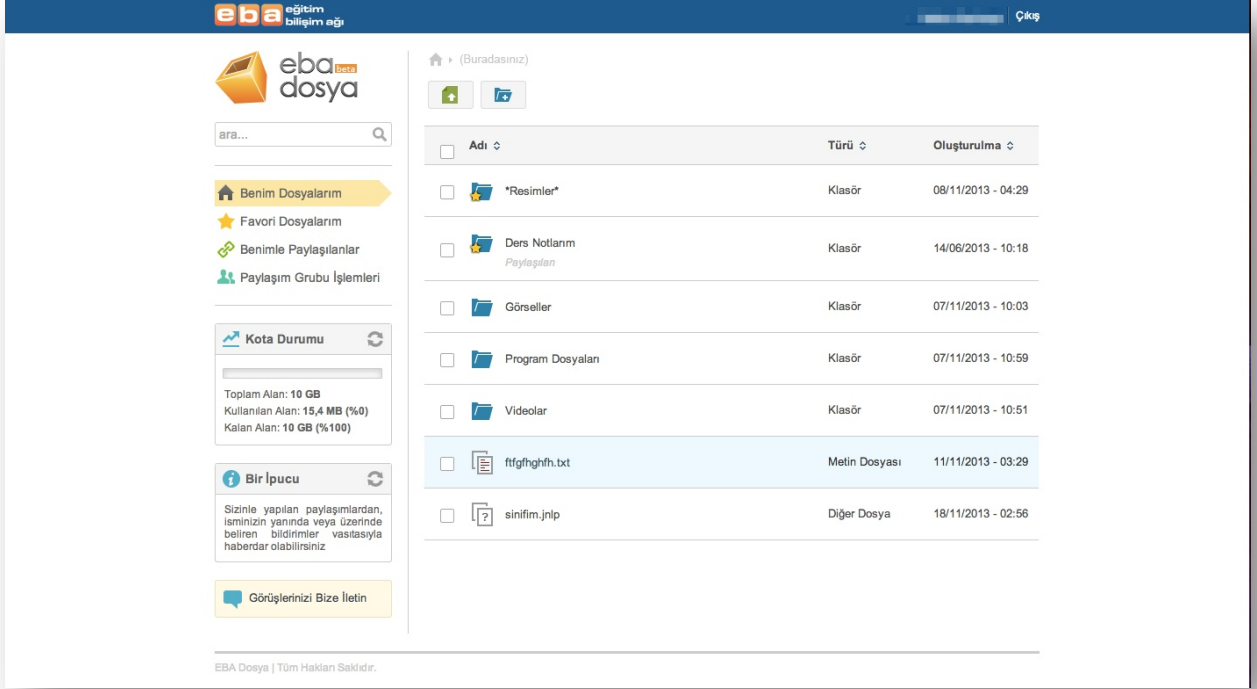 eba eğitim bilişim ağı
Çıkış
eba beta
dosya
(Buradasınız)
ara...
Benim Dosyalarım
Favori Dosyalarım
Benimle Paylaşılanlar
Paylaşım Grubu İşlemleri
Kota Durumu
Toplam Alan: 10 GB
Kullanılan Alan: 15,4 MB (%0)
Kalan Alan: 10 GB (%100)
Bir İpucu
Sizinle yapılan paylaşımlardan,
isminizin yanında veya üzerinde
beliren bildirimler vasıtasıyla
haberdar olabilirsiniz
Görüşlerinizi Bize İletin
Adı Türü Oluşturulma
*Resimler* Klasör 08/11/2013 - 04:29
Ders Notlarım Klasör 14/06/2013 - 10:18
Paylaşılan
Görseller Klasör 07/11/2013 - 10:03
Program Dosyaları Klasör 07/11/2013 - 10:59
Videolar Klasör 07/11/2013 - 10:51
ftfgfhghfh.txt Metin Dosyası 11/11/2013 - 03:29
sinifim.jnlp Diğer Dosya 18/11/2013 - 02:56
EBA Dosya | Tüm Hakları Saklıdır.